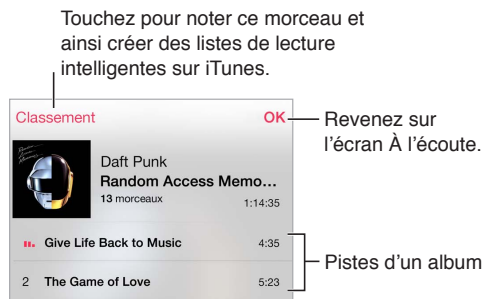 Touchez pour noter ce morceau et
ainsi créer des listes de lecture
intelligentes sur iTunes.
Classement
OK
Revenez sur
l'écran À l'écoute.
Daft Punk
Random Access Memo…
13 morceaux
1:14:35
Give Life Back to Music
4:35
Pistes d'un album
2 The Game of Love
5:23